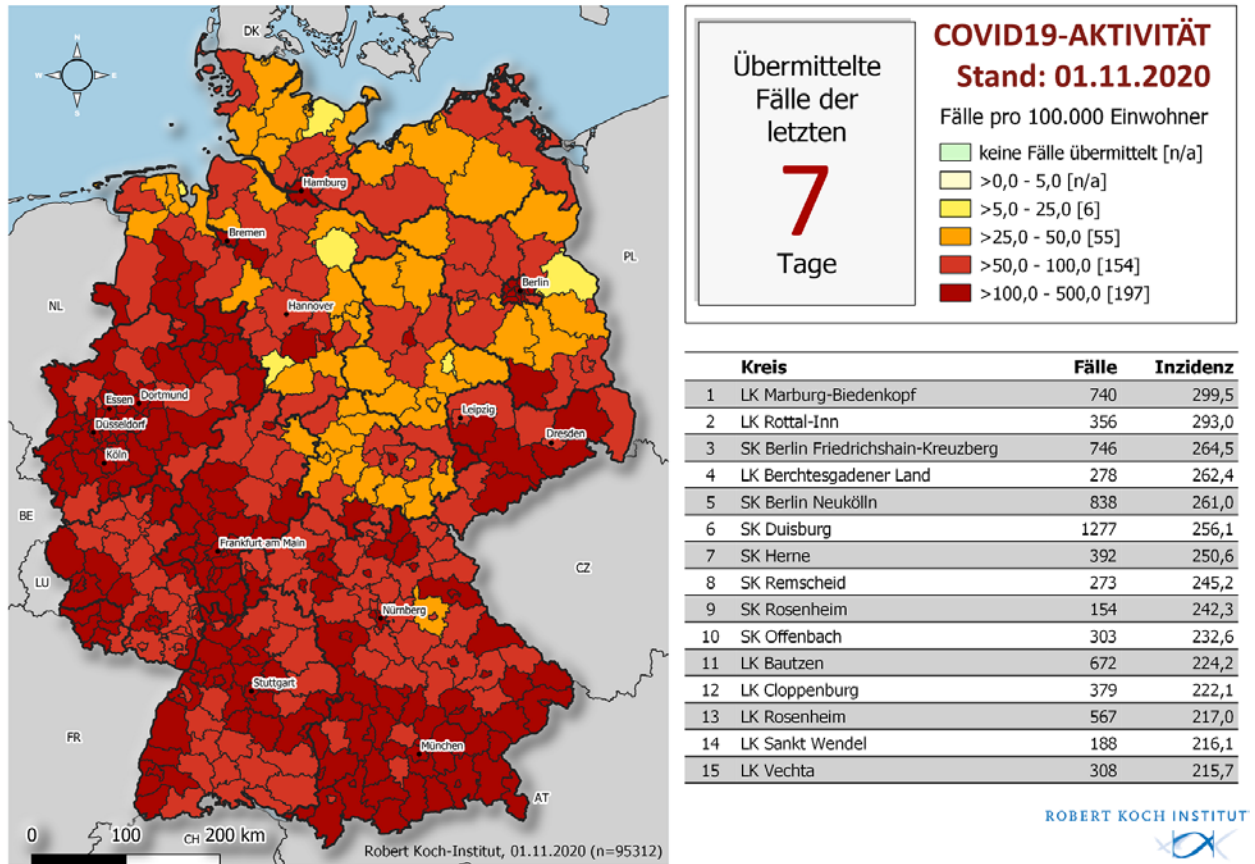 N
W E
S
DK
Hamburg
Bremen
PL
Berlin
NL
Hannover
Essen Dortmund
Düsseldorf
Leipzig
Dresden
Köln
BE
Frankfurt am Main
LU
CZ
Nürnberg
Stuttgart
FR
München
AT
CH
0 100 200 km
Robert Koch-Institut, 01.11.2020 (n=95312)
Übermittelte
Fälle der
letzten
7
Tage
COVID19-AKTIVITÄT
Stand: 01.11.2020
Fälle pro 100.000 Einwohner
keine Fälle übermittelt [n/a]
>0,0 - 5,0 [n/a]
>5,0 - 25,0 [6]
>25,0 - 50,0 [55]
>50,0 - 100,0 [154]
>100,0 - 500,0 [197]
Kreis Fälle Inzidenz
1 LK Marburg-Biedenkopf 740 299,5
2 LK Rottal-Inn 356 293,0
3 SK Berlin Friedrichshain-Kreuzberg 746 264,5
4 LK Berchtesgadener Land 278 262,4
5 SK Berlin Neukölln 838 261,0
6 SK Duisburg 1277 256,1
7 SK Herne 392 250,6
8 SK Remscheid 273 245,2
9 SK Rosenheim 154 242,3
10 SK Offenbach 303 232,6
11 LK Bautzen 672 224,2
12 LK Cloppenburg 379 222,1
13 LK Rosenheim 567 217,0
14 LK Sankt Wendel 188 216,1
15 LK Vechta 308 215,7
ROBERT KOCH INSTITUT